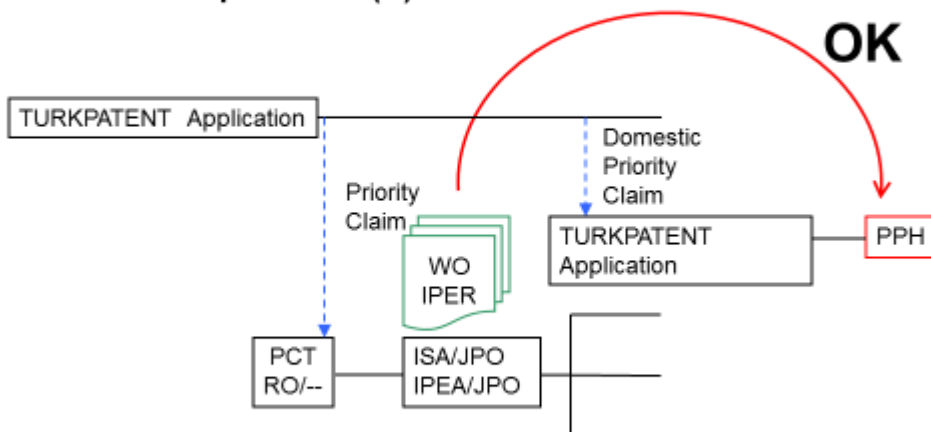 OK
TURKPATENT Application
Domestic
Priority
Claim
Priority
Claim
TURKPATENT
Application
PPH
WO
IPER
PCT
RO/--
ISA/JPO
IPEA/JPO